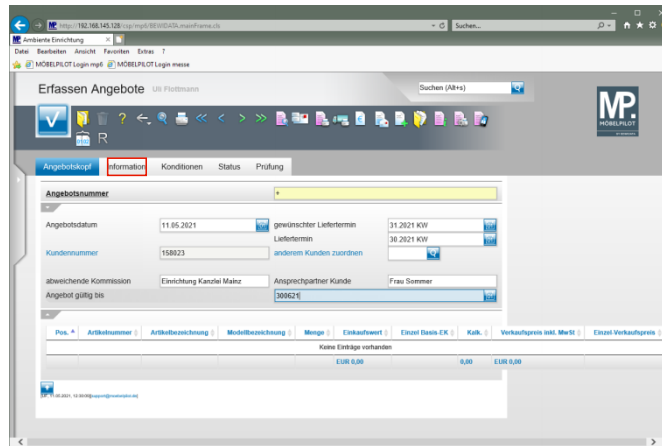 http://192.168.145.128/csp/mp6/BEWIDATA.mainFrame.cls
Suchen...
Ambiente Einrichtung
Datei Bearbeiten Ansicht Favoriten Extras ?
MÖBELPILOT Login mp6 MÖBELPILOT Login messe
Erfassen Angebote Uli Flottmann
Suchen (Alt+s)
MP.
MÖBELPILOT
R
Angebotskopf Information Konditionen Status Prüfung
Angebotsnummer +
Angebotsdatum 11.05.2021 gewünschter Liefertermin 31.2021 KW
Liefertermin 30.2021 KW
Kundennummer 158023 anderem Kunden zuordnen
abweichende Kommission Einrichtung Kanzlei Mainz Ansprechpartner Kunde Frau Sommer
Angebot gültig bis 300621
Pos. Artikelnummer Artikelbezeichnung Modellbezeichnung Menge Einkaufswert Einzel Basis-EK Kalk. Verkaufspreis inkl. MwSt Einzel-Verkaufspreis
Keine Einträge vorhanden
EUR 0,00 0,00 EUR 0,00